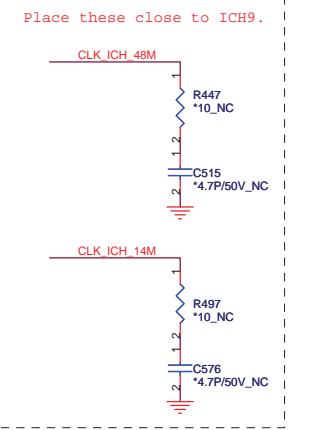 Place these close to ICH9.
CLK_ICH_48M
1
R447
*10_NC
2
1
C515
*4.7P/50V_NC
2
CLK_ICH_14M
1
R497
*10_NC
2
1
C576
*4.7P/50V_NC
2